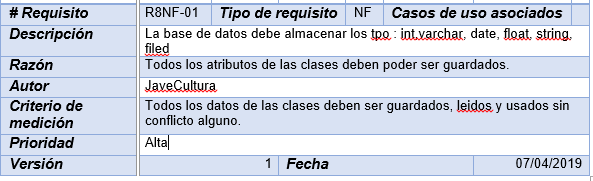 # Requisito R8NF-01 Tipo de requisito NF Casos de uso asociados
Descripción La base de datos debe almacenar los tpo : int,varchar, date, float, string,
filed
Razón Todos los atributos de las clases deben poder ser guardados.
Autor JaveCultura
Criterio de Todos los datos de las clases deben ser guardados, leidos y usados sin
medición conflicto alguno.
Prioridad Alta
Versión 1 Fecha 07/04/2019